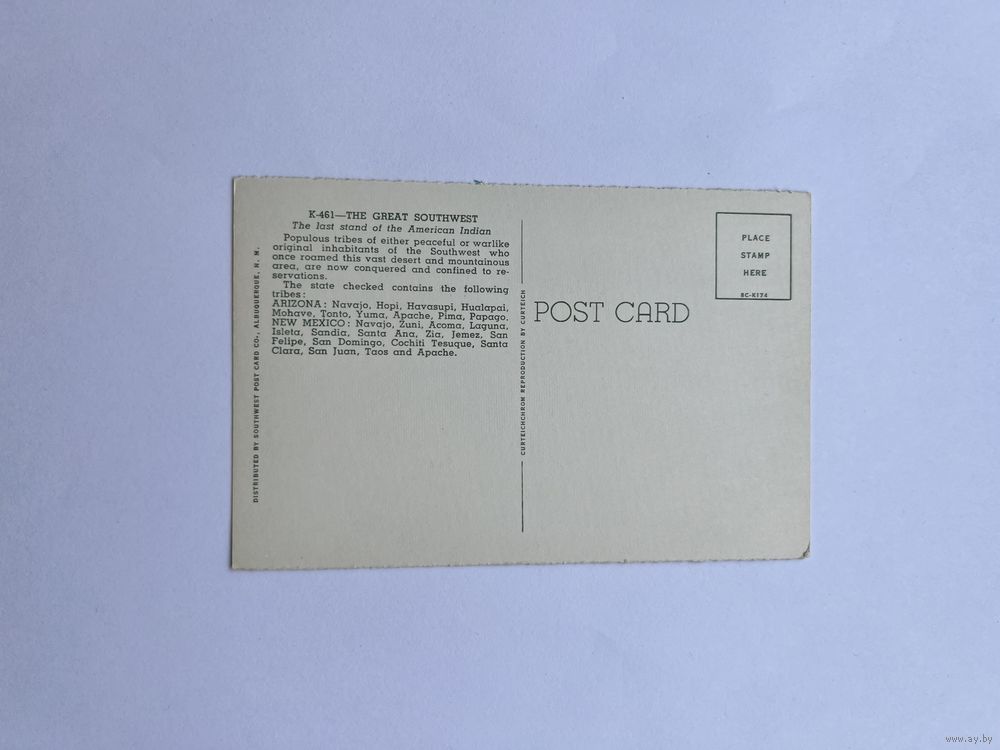 K-461—THE GREAT SOUTHWEST
The last stand of the American Indian
Populous tribes of either peaceful or warlike
original inhabitants of the Southwest who
once roamed this vast desert and mountainous
area, are now conquered and confined to re-
servations.
The state checked contains the following
tribes:
ARIZONA: Navajo, Hopi, Havasupi, Hualapai,
Mohave, Tonto, Yuma, Apache, Pima, Papago.
NEW MEXICO: Navajo, Zuni, Acoma, Laguna,
Isleta, Sandia, Santa Ana, Zia, Jemez, San
Felipe, San Domingo, Cochiti Tesuque, Santa
Clara, San Juan, Taos and Apache.
DISTRIBUTED BY SOUTHWEST POST CARD CO., ALBUQUERQUE, N. M.
CURTEICHCHROM REPRODUCTION BY CURTEICH
POST CARD
PLACE
STAMP
HERE
8C-K174
www.ay.by